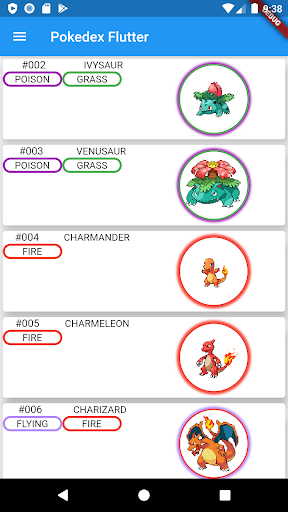 9:38
DEBUG
Pokedex Flutter
#002 IVYSAUR
POISON GRASS
#003 VENUSAUR
POISON GRASS
#004 CHARMANDER
FIRE
#005 CHARMELEON
FIRE
#006 CHARIZARD
FLYING FIRE